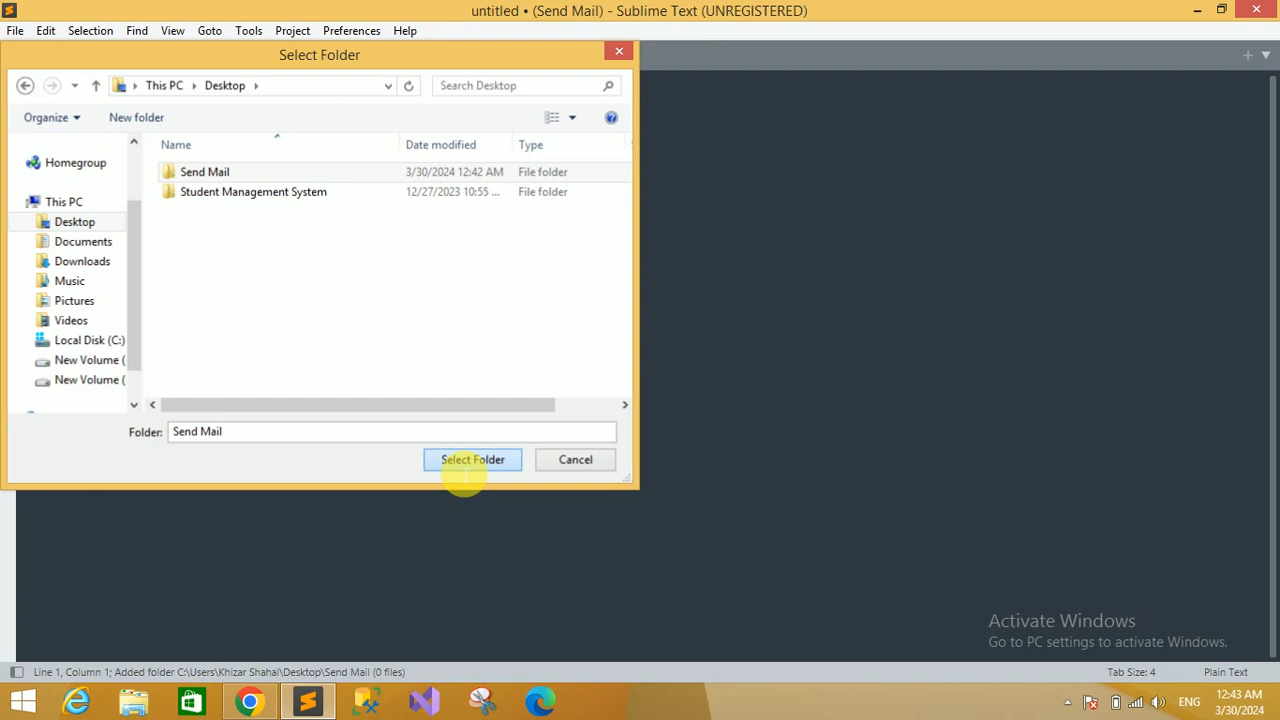 untitled • (Send Mail) - Sublime Text (UNREGISTERED)
File Edit Selection Find View Goto Tools Project Preferences Help
Select Folder
This PC Desktop
Search Desktop
Organize New folder
Name Date modified Type
Homegroup
This PC
Desktop
Documents
Downloads
Music
Pictures
Videos
Local Disk (C:)
New Volume (
New Volume (
Send Mail 3/30/2024 12:42 AM File folder
Student Management System 12/27/2023 10:55 ... File folder
Folder: Send Mail
Select Folder Cancel
Activate Windows
Go to PC settings to activate Windows.
Line 1, Column 1; Added folder C:\Users\Khizar Shahal\Desktop\Send Mail (0 files)
Tab Size: 4 Plain Text
ENG
12:43 AM
3/30/2024